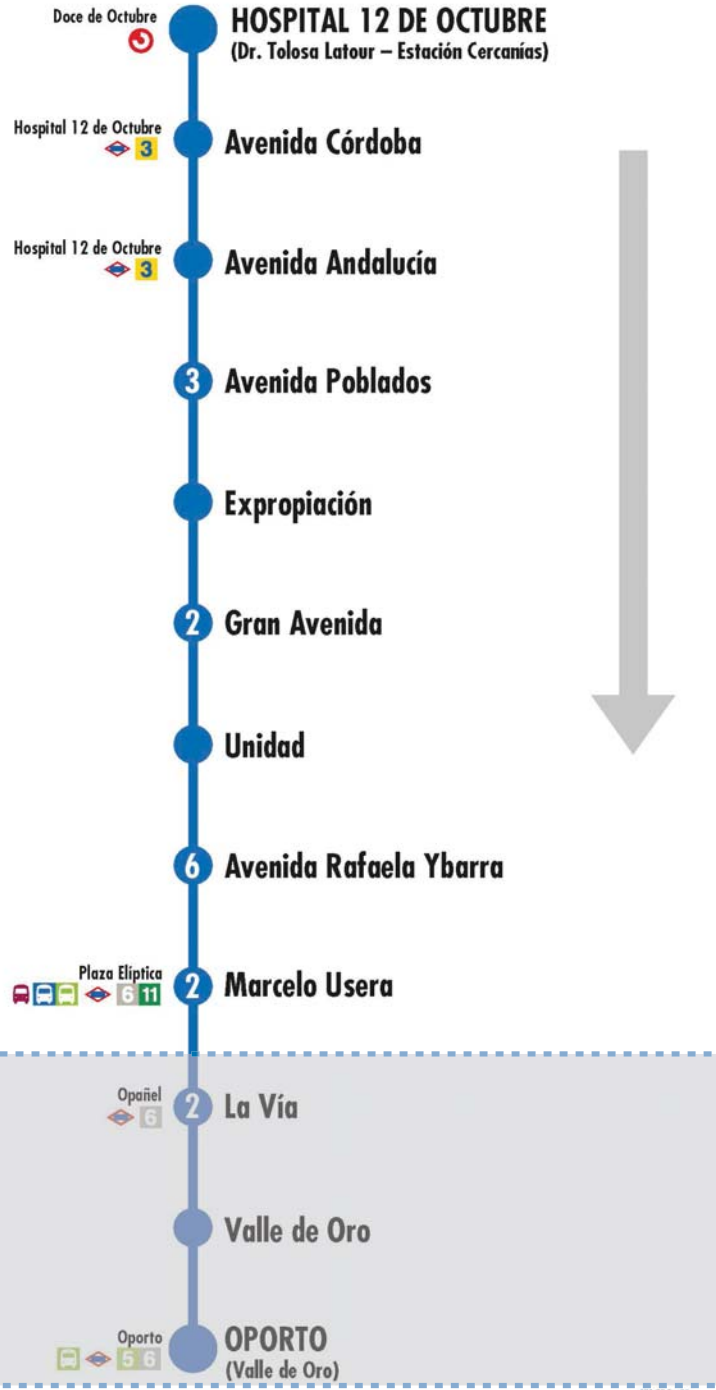 Doce de Octubre
HOSPITAL 12 DE OCTUBRE
(Dr. Tolosa Latour – Estación Cercanías)
Hospital 12 de Octubre
3
Avenida Córdoba
Hospital 12 de Octubre
3
Avenida Andalucía
3 Avenida Poblados
Expropiación
2 Gran Avenida
Unidad
6 Avenida Rafaela Ybarra
Plaza Elíptica
6 11
2 Marcelo Usera
Opañel
6
2 La Vía
Valle de Oro
Oporto
5 6
OPORTO
(Valle de Oro)